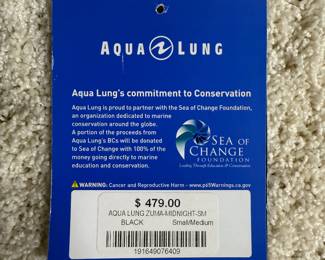 AQUA LUNG
Aqua Lung's commitment to Conservation
Aqua Lung is proud to partner with the Sea of Change Foundation,
an organization dedicated to marine
conservation around the globe.
A portion of the proceeds from
Aqua Lung's BCs will be donated
to Sea of Change with 100% of the
money going directly to marine
education and conservation.
SEA OF
CHANGE
FOUNDATION
Leading Through Education & Conservation
WARNING: Cancer and Reproductive Harm - www.p65Warnings.ca.gov
$ 479.00
AQUA LUNG ZUMA-MIDNIGHT-SM
BLACK Small/Medium
191649076409